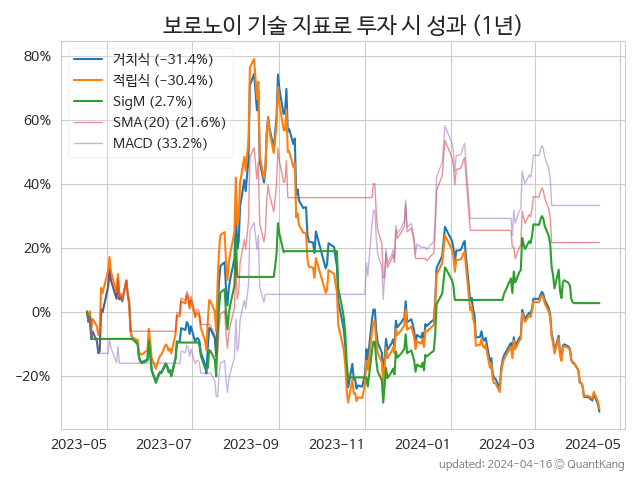 보로노이 기술 지표로 투자 시 성과 (1년)
거치식 (-31.4%)
적립식 (-30.4%)
SigM (2.7%)
SMA(20) (21.6%)
MACD (33.2%)
80%
60%
40%
20%
0%
-20%
2023-05 2023-07 2023-09 2023-11 2024-01 2024-03 2024-05
updated: 2024-04-16 © QuantKang